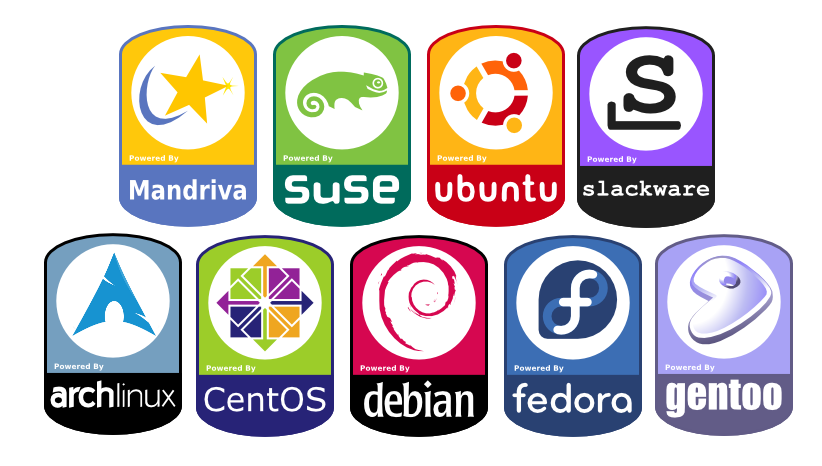 Powered By
Mandriva
Powered By
suse
Powered By
ubuntu
Powered By
S
slackware
Powered By
archlinux
Powered By
CentOS
Powered By
debian
Powered By
fedora
Powered By
gentoo